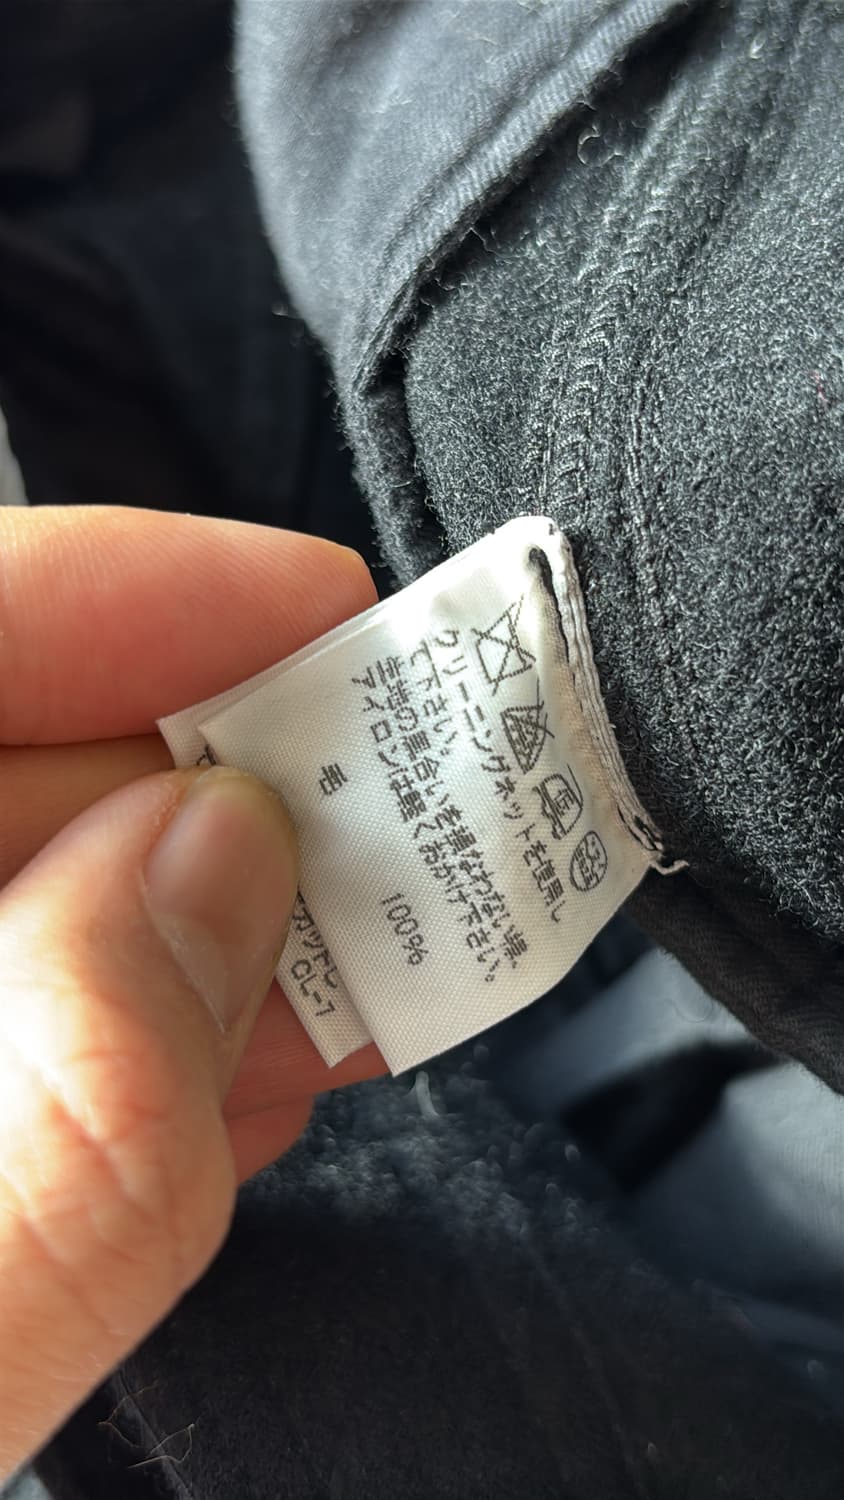 クリーニングネットを使用し
て下さい。
生地の風合いを損なわない様、
アイロンは軽くおかけ下さい。
毛 100%
CL-7